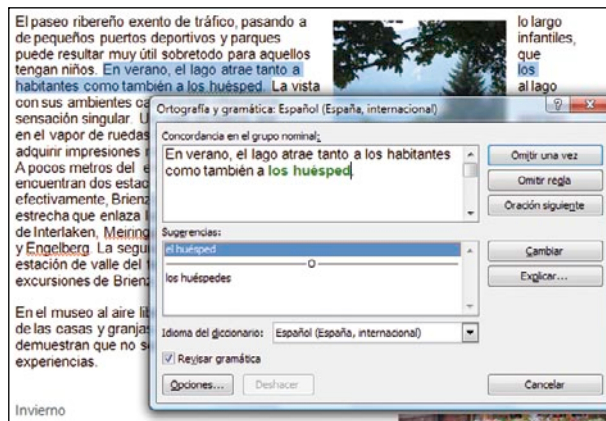 El paseo ribereño exento de tráfico, pasando a lo largo
de pequeños puertos deportivos y parques infantiles,
puede resultar muy útil sobretodo para aquellos que
tengan niños. En verano, el lago atrae tanto a los
habitantes como también a los huésped. La vista al lago
con sus ambientes
sensación singular. U
en el vapor de ruedas
adquirir impresiones
A pocos metros del
encuentran dos
efectivamente, Brienz
estrecha que enlaza
de Interlaken, Meiring
y Engelberg. La segu
estación de valle del
excursiones de Brienz
En el museo al aire
de las casas y granjas
demuestran que no
experiencias.
Invierno
Ortografía y gramática: Español (España, internacional)
Concordancia en el grupo nominal:
En verano, el lago atrae tanto a los habitantes
como también a los huésped.
Omitir una vez
Omitir regla
Oración siguiente
Sugerencias:
el huésped
O
los huéspedes
Cambiar
Explicar...
Idioma del diccionario: Español (España, internacional)
Revisar gramática
Opciones... Deshacer Cancelar